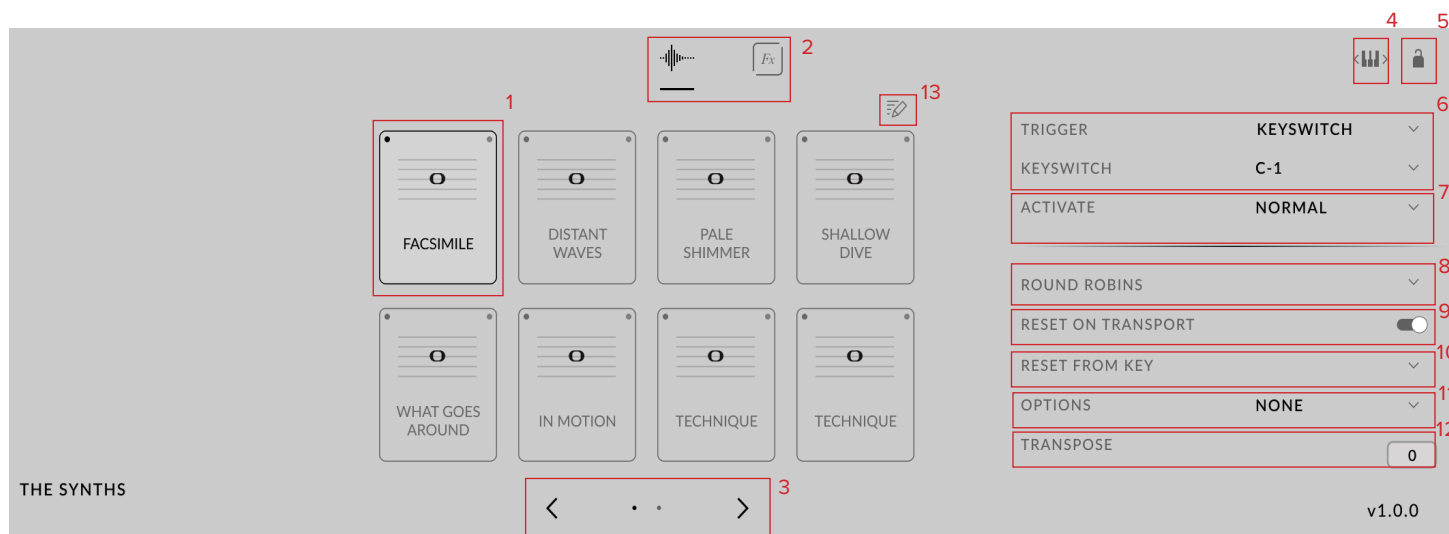 4
5
2
Fx
13
1
6
TRIGGER KEYSWITCH
KEYSWITCH C-1
7
ACTIVATE NORMAL
FACSIMILE
DISTANT
WAVES
PALE
SHIMMER
SHALLOW
DIVE
8
ROUND ROBINS
9
RESET ON TRANSPORT
10
RESET FROM KEY
11
OPTIONS NONE
12
TRANSPOSE
0
WHAT GOES
AROUND
IN MOTION
TECHNIQUE
TECHNIQUE
THE SYNTHS
3
v1.0.0